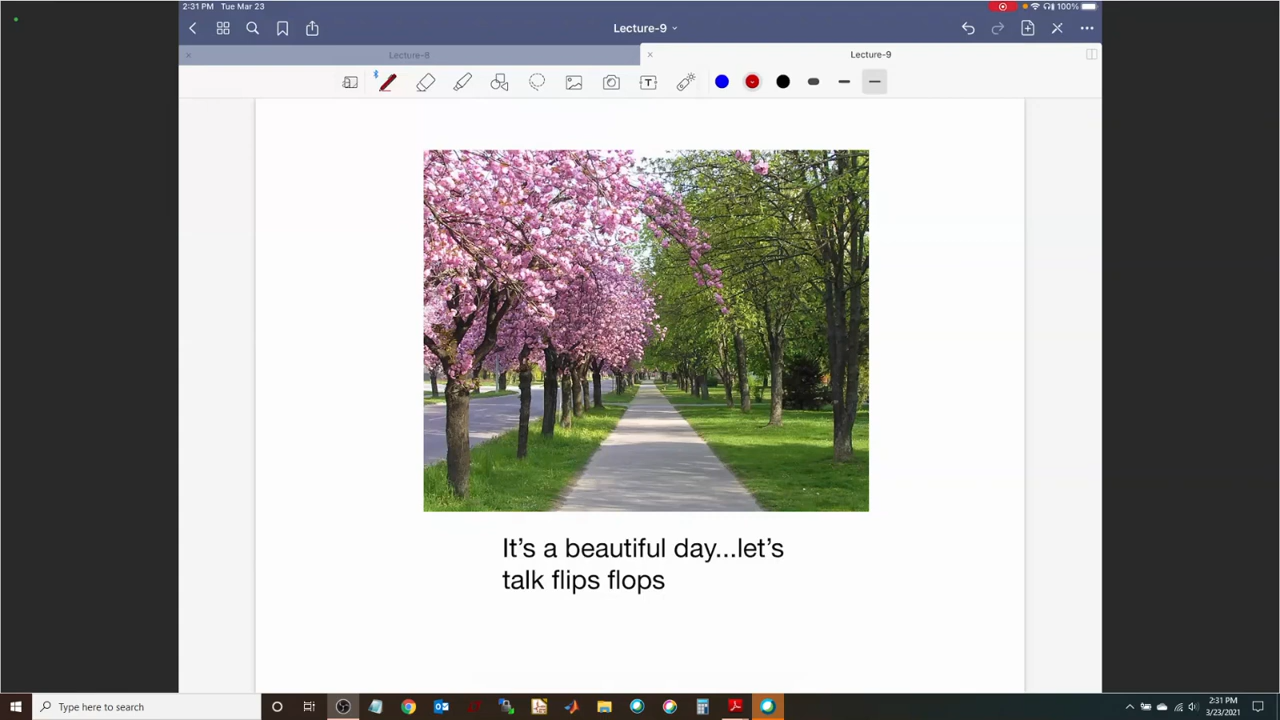 2:31 PM Tue Mar 23
100%
Lecture-9
Lecture-8
Lecture-9
T
It's a beautiful day...let's
talk flips flops
Type here to search
2:31 PM
3/23/2021